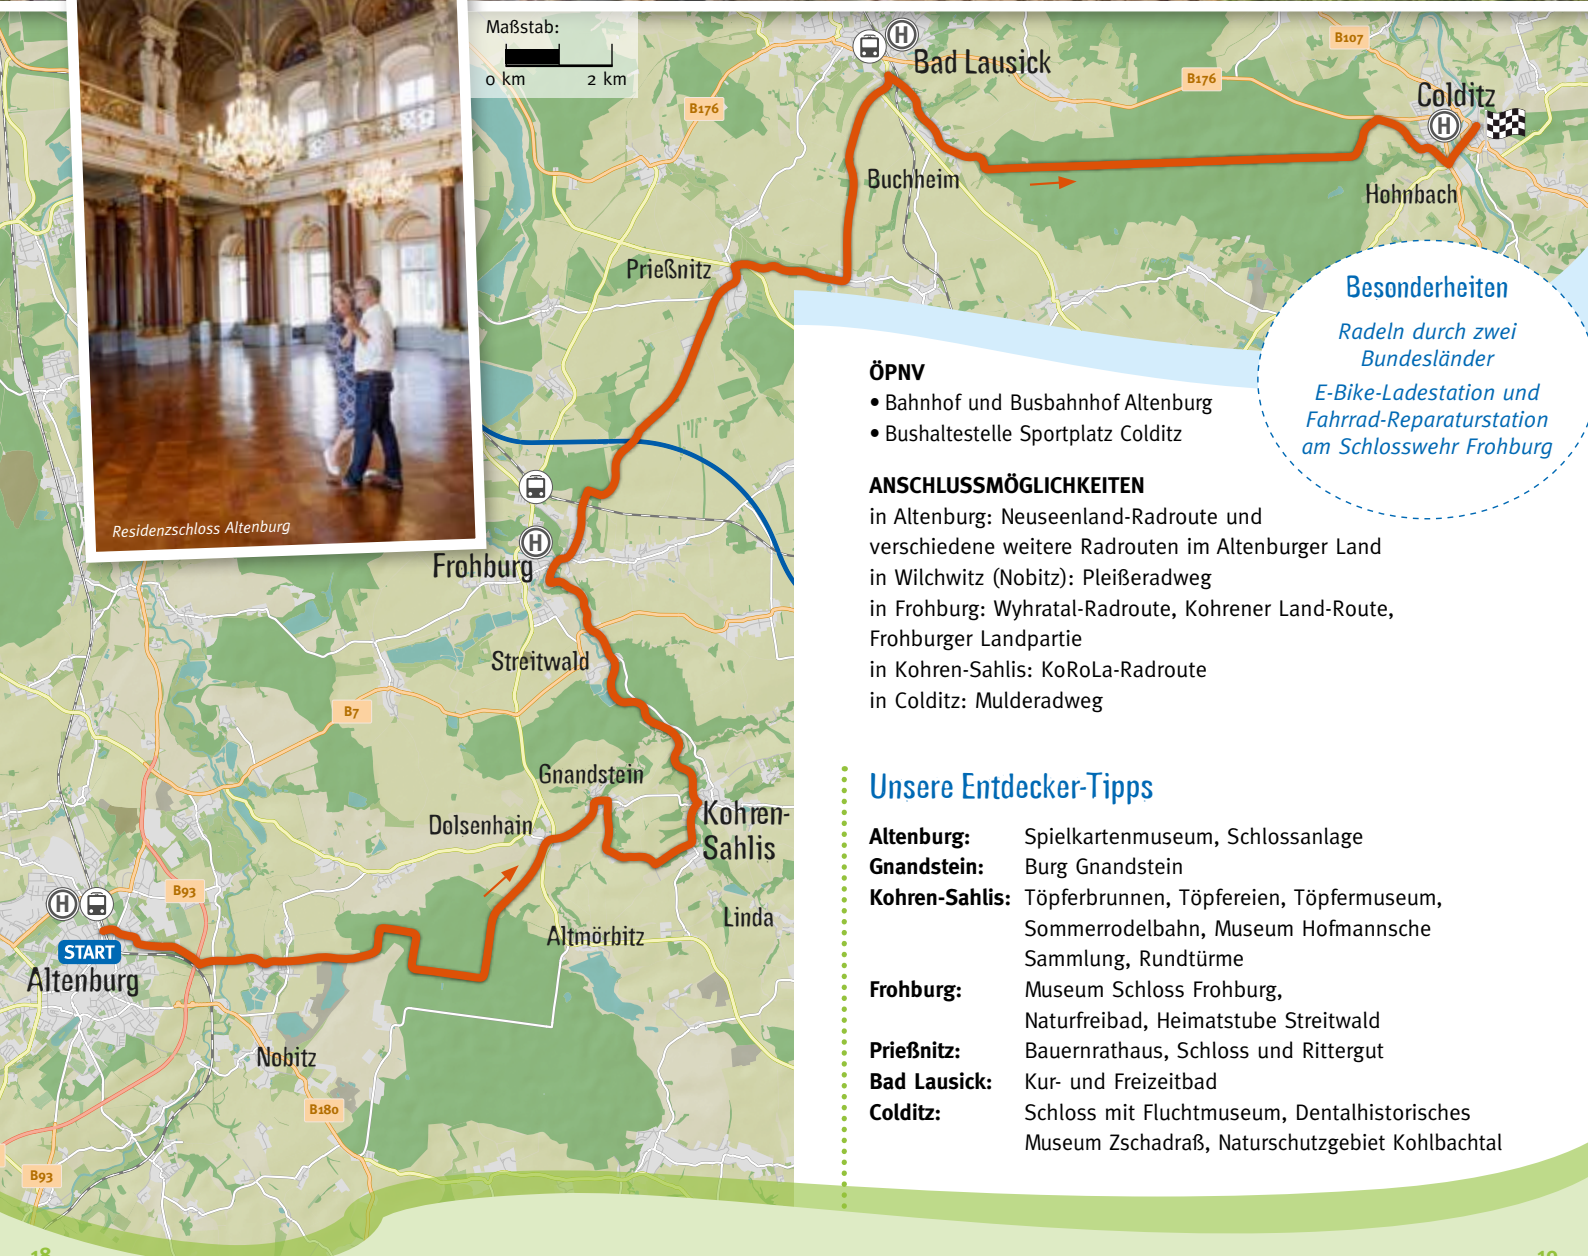 Maßstab:
0 km 2 km
Residenzschloss Altenburg
B176
Bad Lausick
B176
B107
Colditz
Buchheim
Hohnbach
Prießnitz
Frohburg
Streitwald
B7
Gnandstein
Dolsenhain
Kohren-
Sahlis
B93
H
START
Altenburg
Altmörbitz
Linda
Nobitz
B180
B93
H
H
H
Besonderheiten
Radeln durch zwei
Bundesländer
E-Bike-Ladestation und
Fahrrad-Reparaturstation
am Schlosswehr Frohburg
ÖPNV
• Bahnhof und Busbahnhof Altenburg
• Bushaltestelle Sportplatz Colditz
ANSCHLUSSMÖGLICHKEITEN
in Altenburg: Neuseenland-Radroute und
verschiedene weitere Radrouten im Altenburger Land
in Wilchwitz (Nobitz): Pleißeradweg
in Frohburg: Wyhratal-Radroute, Kohrener Land-Route,
Frohburger Landpartie
in Kohren-Sahlis: KoRoLa-Radroute
in Colditz: Mulderadweg
Unsere Entdecker-Tipps
Altenburg: Spielkartenmuseum, Schlossanlage
Gnandstein: Burg Gnandstein
Kohren-Sahlis: Töpferbrunnen, Töpfereien, Töpfermuseum,
Sommerrodelbahn, Museum Hofmannsche
Sammlung, Rundtürme
Frohburg: Museum Schloss Frohburg,
Naturfreibad, Heimatstube Streitwald
Prießnitz: Bauernrathaus, Schloss und Rittergut
Bad Lausick: Kur- und Freizeitbad
Colditz: Schloss mit Fluchtmuseum, Dentalhistorisches
Museum Zschadraß, Naturschutzgebiet Kohlbachtal
18